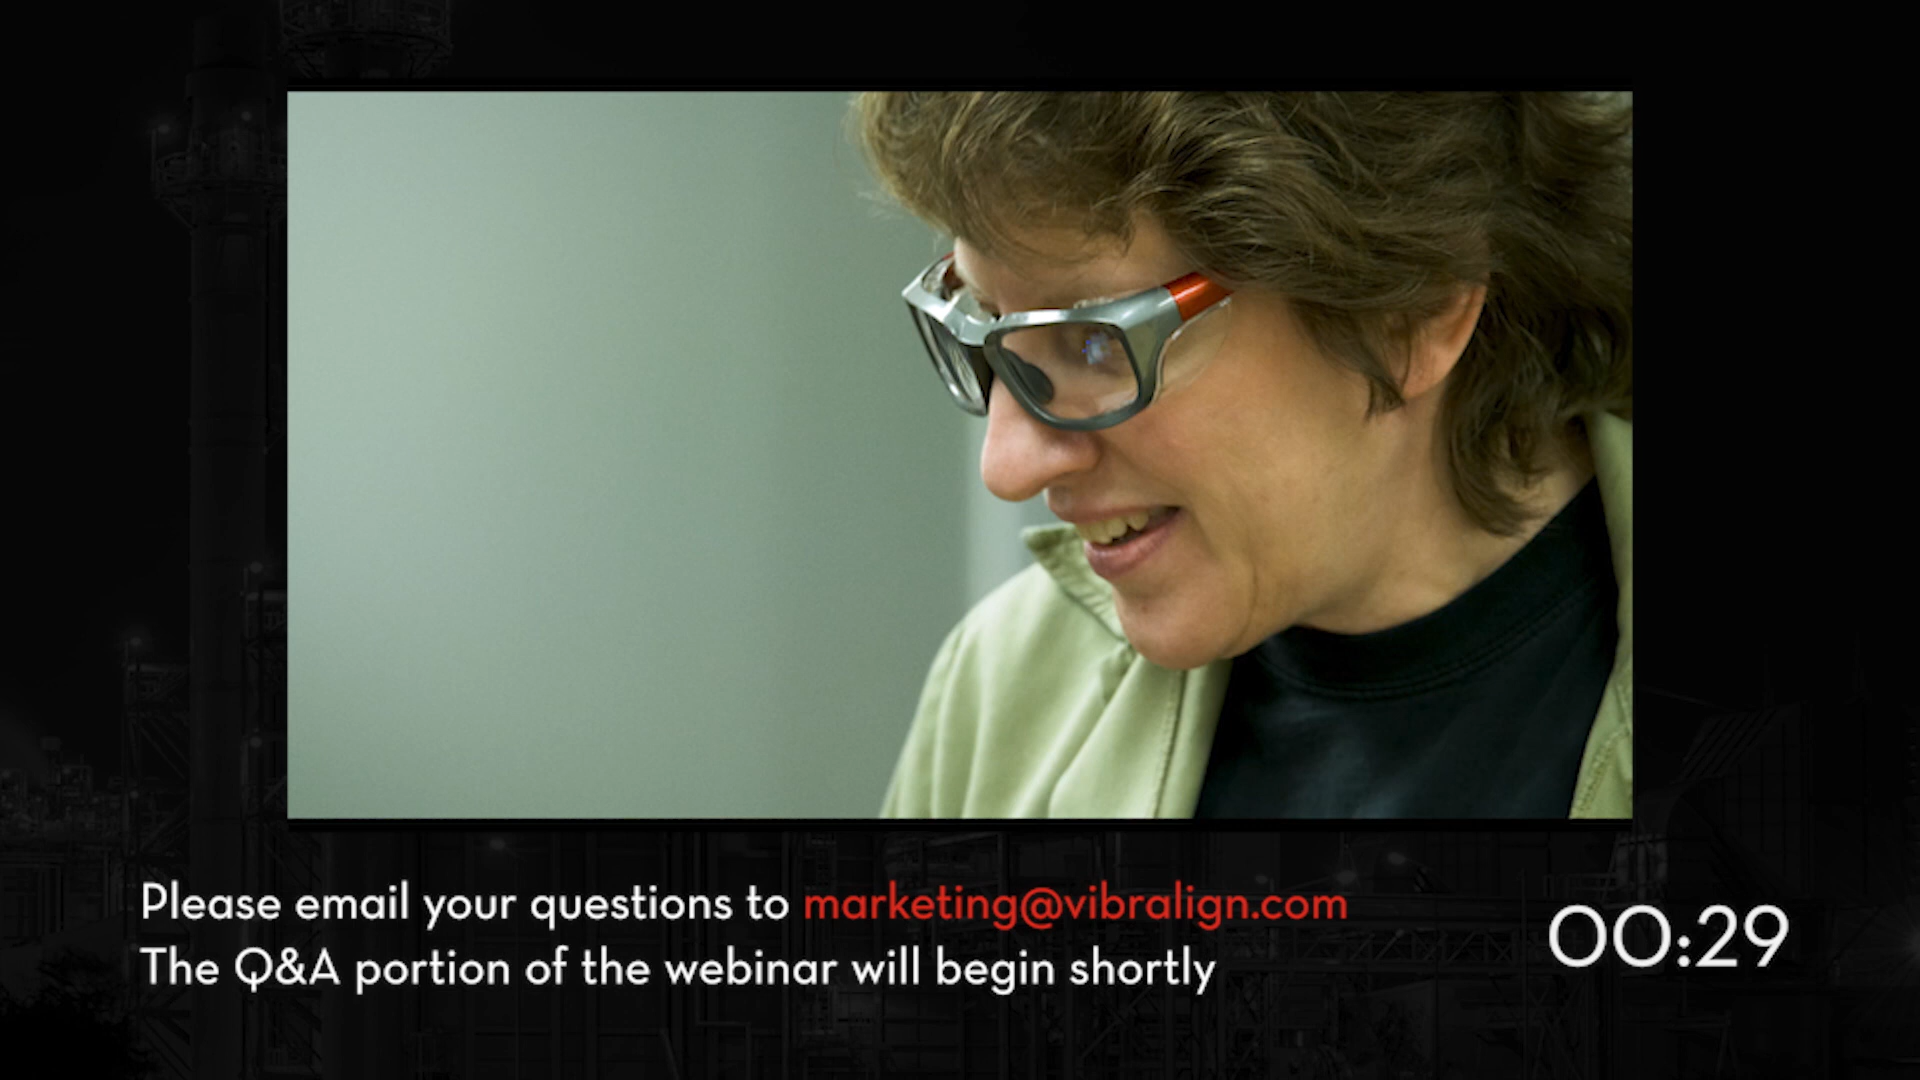 Please email your questions to marketing@vibralign.com
The Q&A portion of the webinar will begin shortly
00:29